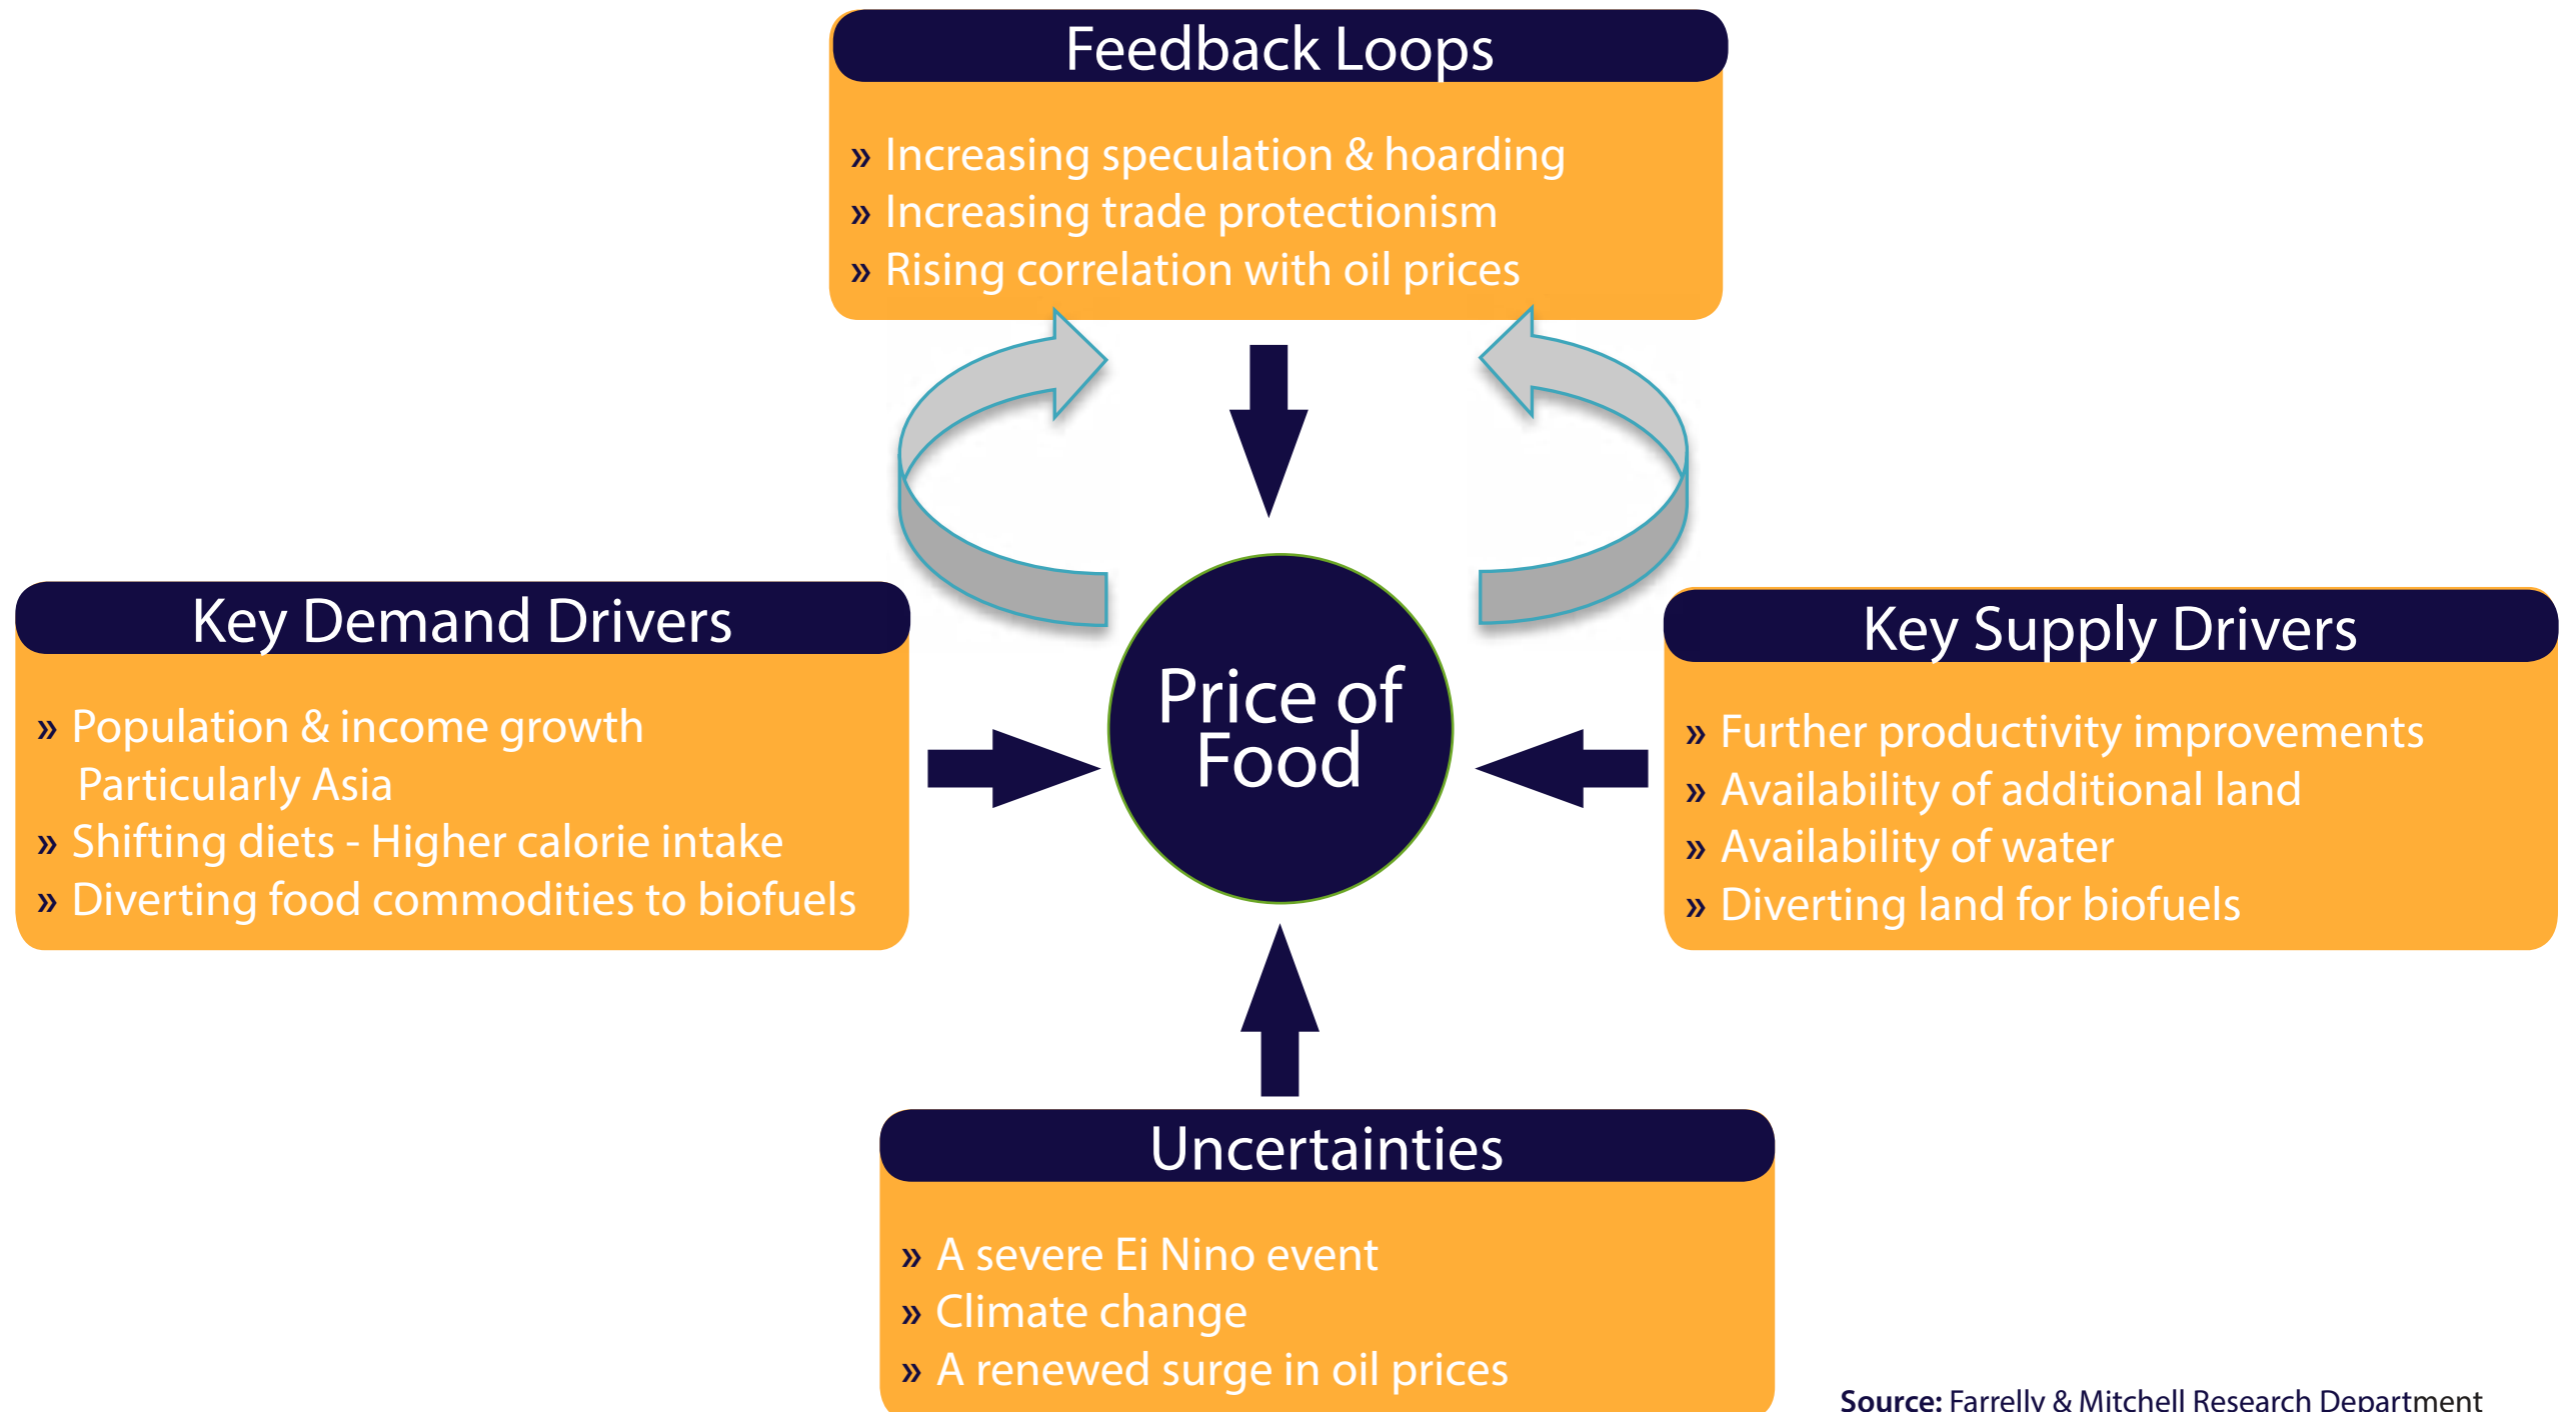 Feedback Loops
» Increasing speculation & hoarding
» Increasing trade protectionism
» Rising correlation with oil prices
Key Demand Drivers
» Population & income growth
Particularly Asia
» Shifting diets - Higher calorie intake
» Diverting food commodities to biofuels
Price of
Food
Key Supply Drivers
» Further productivity improvements
» Availability of additional land
» Availability of water
» Diverting land for biofuels
Uncertainties
» A severe Ei Nino event
» Climate change
» A renewed surge in oil prices
Source: Farrelly & Mitchell Research Department